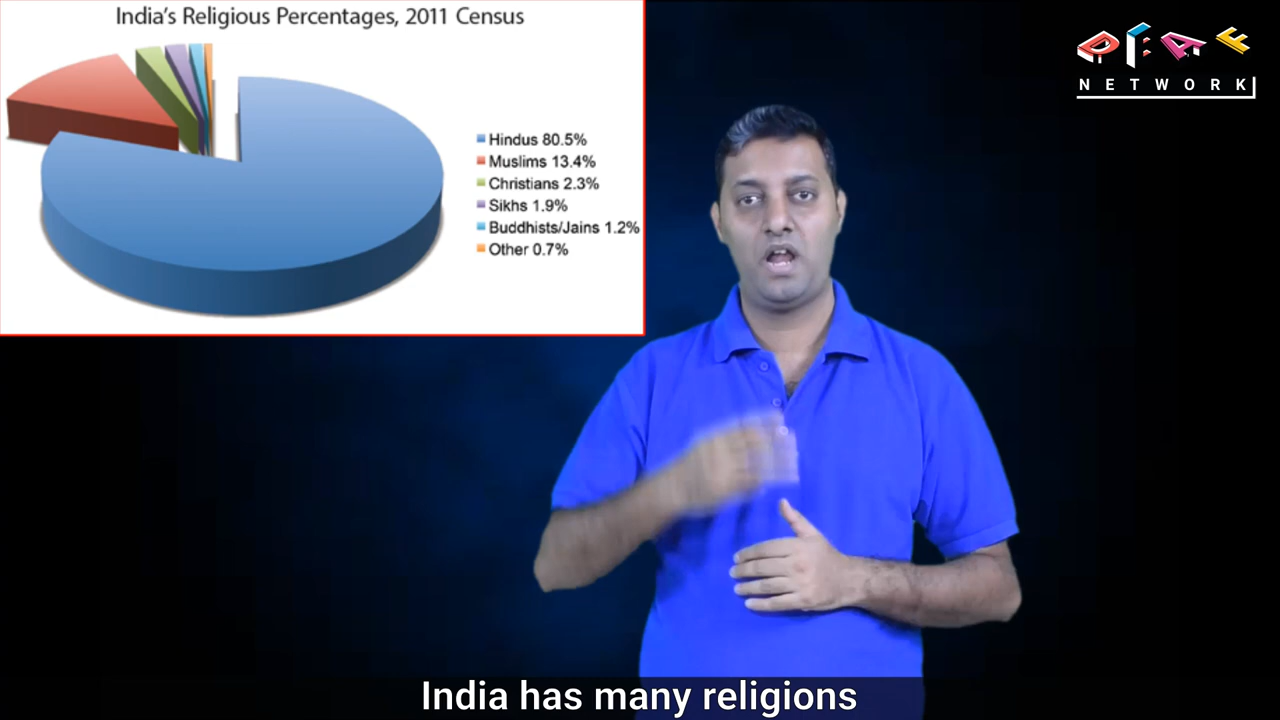 India's Religious Percentages, 2011 Census
Hindus 80.5%
Muslims 13.4%
Christians 2.3%
Sikhs 1.9%
Buddhists/Jains 1.2%
Other 0.7%
DEAF
NETWORK
India has many religions